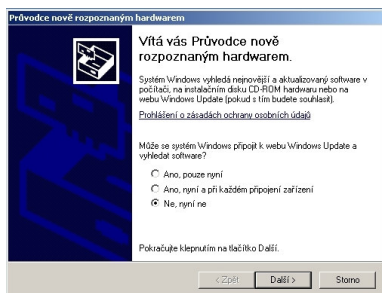 Průvodce nově rozpoznaným hardwarem
Vítá vás Průvodce nově
rozpoznaným hardwarem.
Systém Windows vyhledá nejnovější a aktualizovaný software v
počítači, na instalačním disku CD-ROM hardwaru nebo na
webu Windows Update (pokud s tím budete souhlasit).
Prohlášení o zásadách ochrany osobních údajů
Může se systém Windows připojit k webu Windows Update a
vyhledat software?
Ano, pouze nyní
Ano, nyní a při každém připojení zařízení
Ne, nyní ne
Pokračujte klepnutím na tlačítko Další.
< Zpět
Další >
Storno